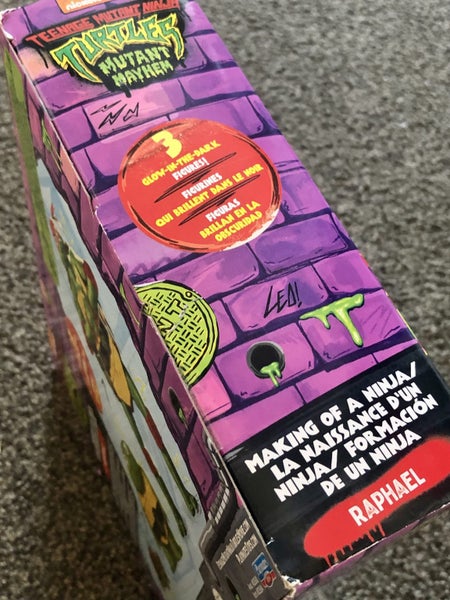 nickelodeon
TEENAGE MUTANT NINJA
TURTLES
MUTANT
MAYHEM
3
GLOW-IN-THE-DARK
FIGURES!
FIGURINES
QUI BRILLENT DANS LE NOIR
FIGURAS
BRILLAN EN LA
OBSCURIDAD
LEO!
MAKING OF A NINJA/
LA NAISSANCE D'UN
NINJA/ FORMACIÓN
DE UN NINJA
RAPHAEL